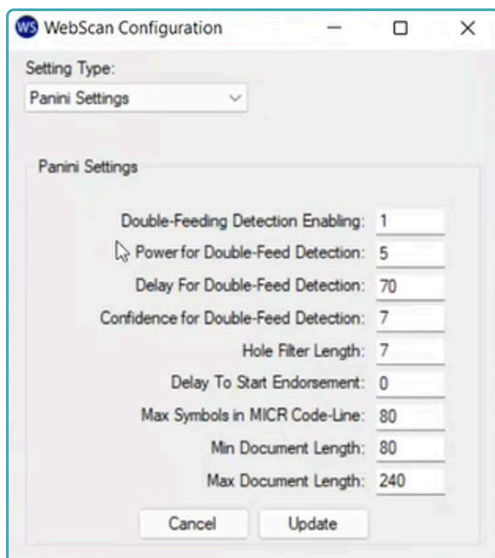 WS WebScan Configuration
Setting Type:
Panini Settings
Panini Settings
Double-Feeding Detection Enabling: 1
Power for Double-Feed Detection: 5
Delay For Double-Feed Detection: 70
Confidence for Double-Feed Detection: 7
Hole Filter Length: 7
Delay To Start Endorsement: 0
Max Symbols in MICR Code-Line: 80
Min Document Length: 80
Max Document Length: 240
Cancel Update